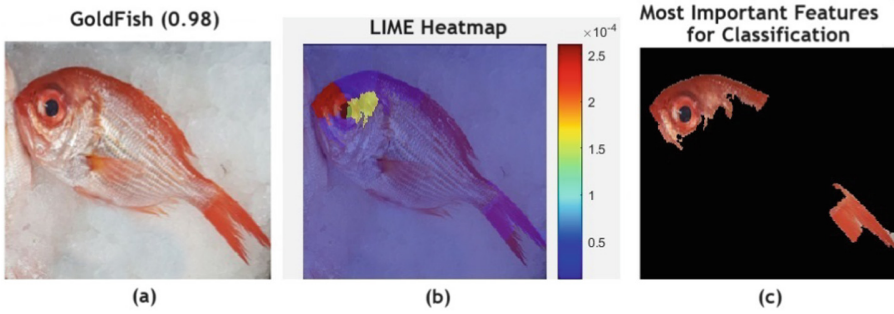 GoldFish (0.98)
LIME Heatmap
Most Important Features
for Classification
×10⁻⁴
2.5
2
1.5
1
0.5
(a)
(b)
(c)